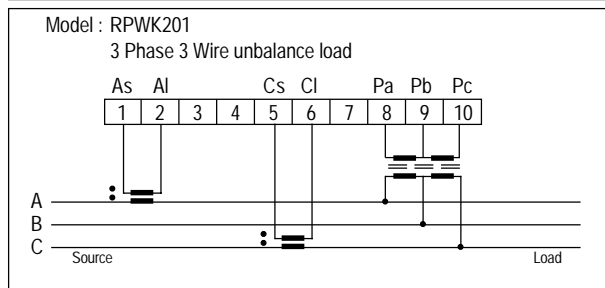 Model : RPWK201
3 Phase 3 Wire unbalance load
As Al Cs Cl Pa Pb Pc
1 2 3 4 5 6 7 8 9 10
A
B
C
Source Load